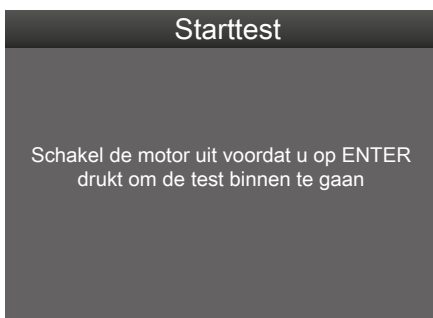 Starttest
Schakel de motor uit voordat u op ENTER
drukt om de test binnen te gaan